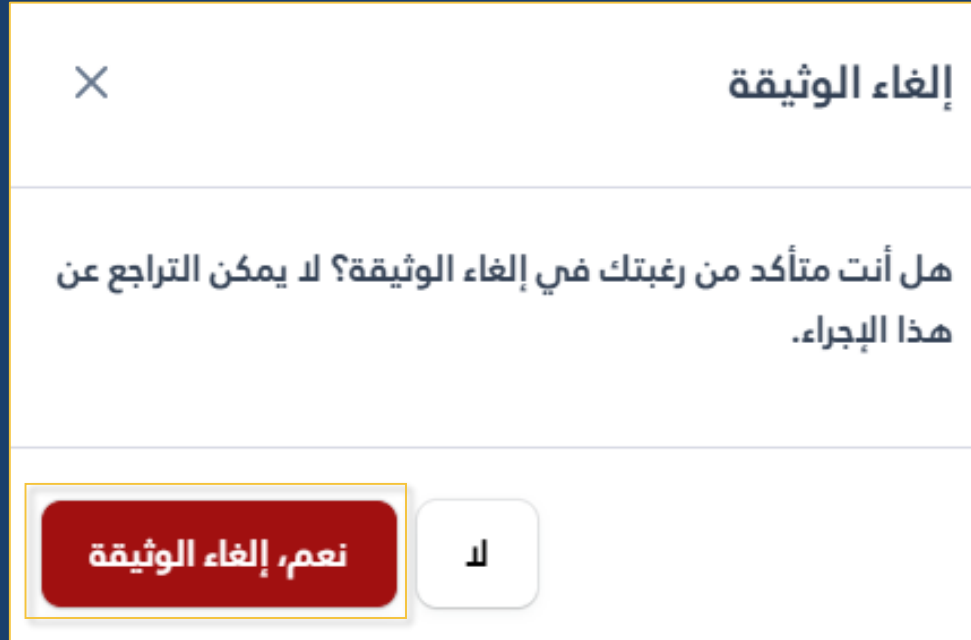 إلغاء الوثيقة
هل أنت متأكد من رغبتك في إلغاء الوثيقة؟ لا يمكن التراجع عن
هذا الإجراء.
لا
نعم، إلغاء الوثيقة